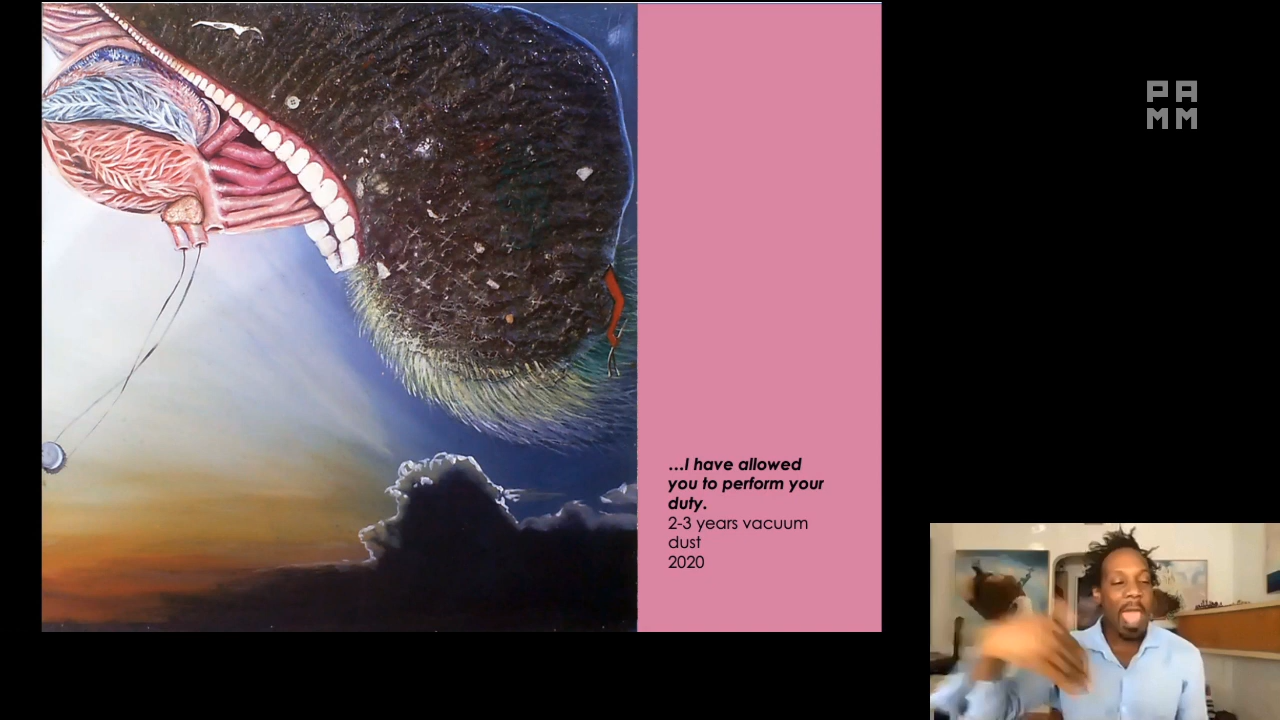 PA
MM
...I have allowed
you to perform your
duty.
2-3 years vacuum
dust
2020